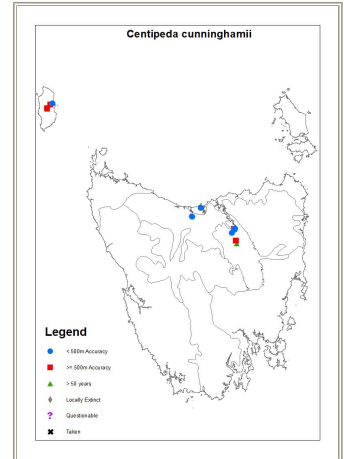 Centipeda cunninghamii
Legend
< 500m Accuracy
>= 500m Accuracy
> 50 years
Locally Extinct
? Questionable
Taken